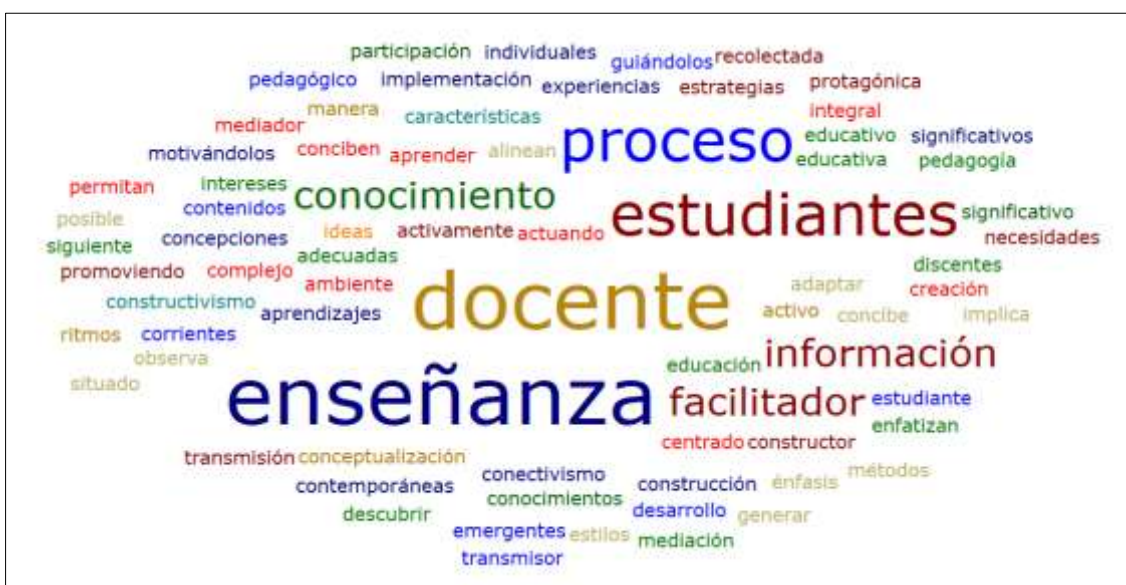 participación individuales guiándolos recolectada
pedagógico implementación experiencias estrategias protagónica
manera características integral
mediador proceso educativo significativos
motivándolos conciben aprender alinean educativa pedagogía
permitan intereses conocimiento estudiantes significativo
posible contenidos
siguiente concepciones ideas activamente actuando necesidades
promoviendo complejo adecuadas discentes
constructivismo ambiente docente adaptar creación
ritmos corrientes aprendizajes activo concibe implica
observa información
situado enseñanza educación
facilitador estudiante
enfatizan
centrado constructor
transmisión conceptualización
contemporáneas conectivismo construcción énfasis métodos
descubrir conocimientos desarrollo generar
emergentes estilos mediación
transmisor